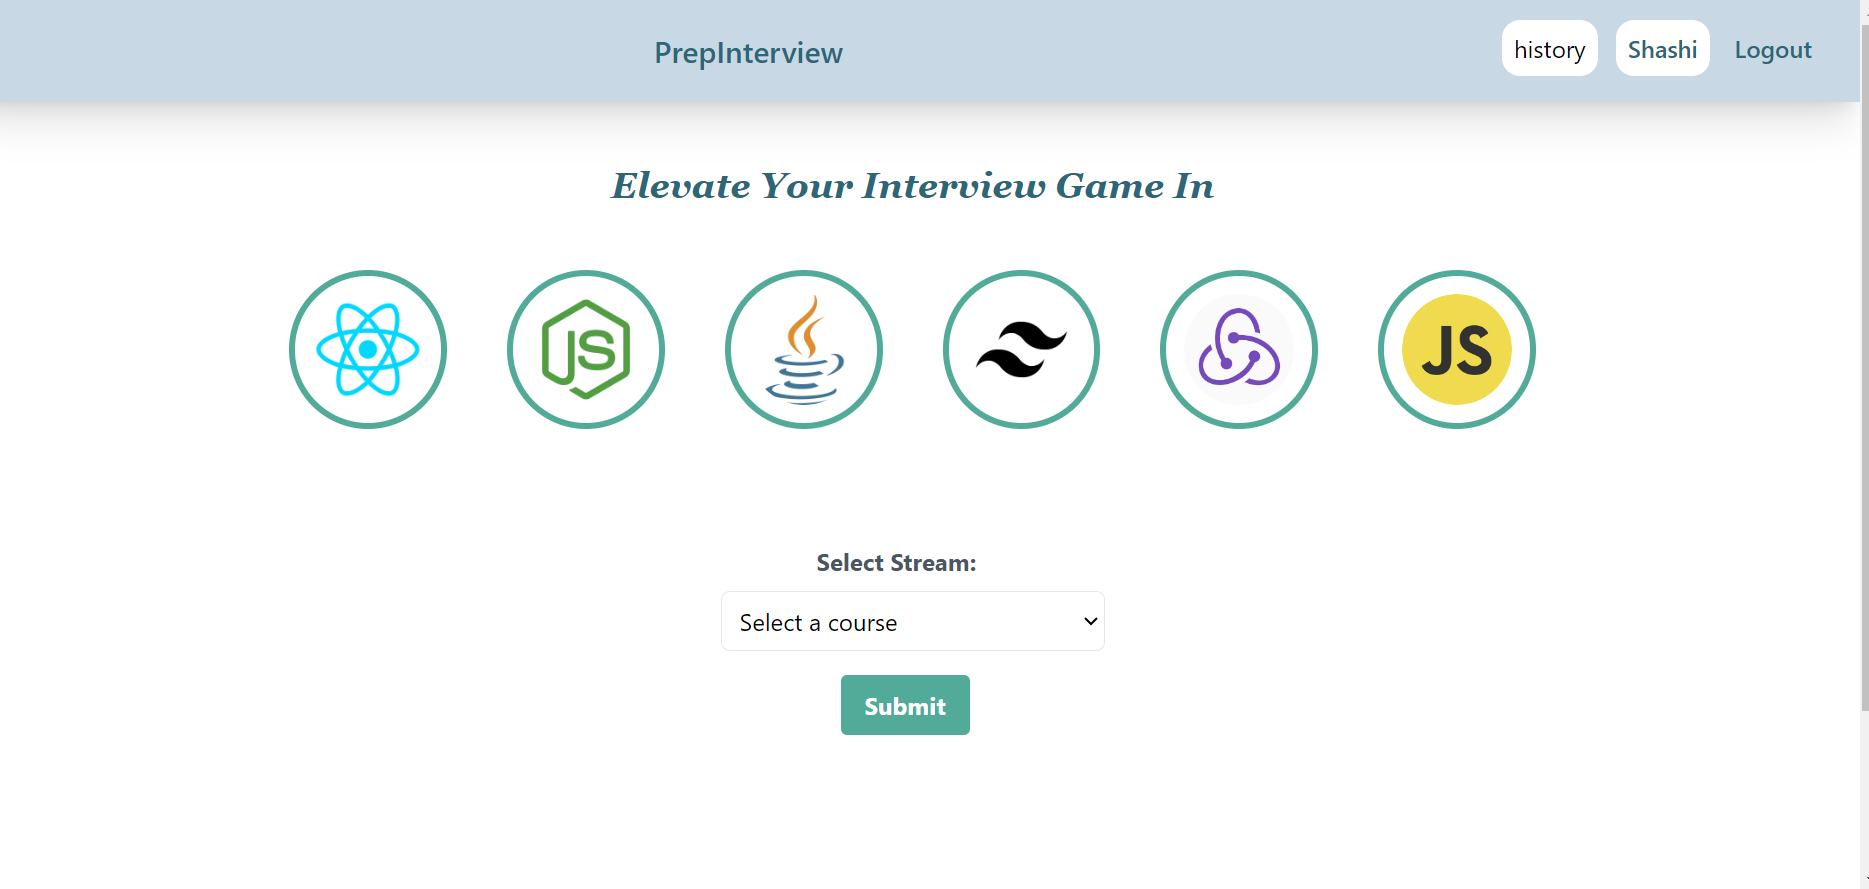 PrepInterview
history
Shashi
Logout
Elevate Your Interview Game In
JS
JS
Select Stream:
Select a course
Submit